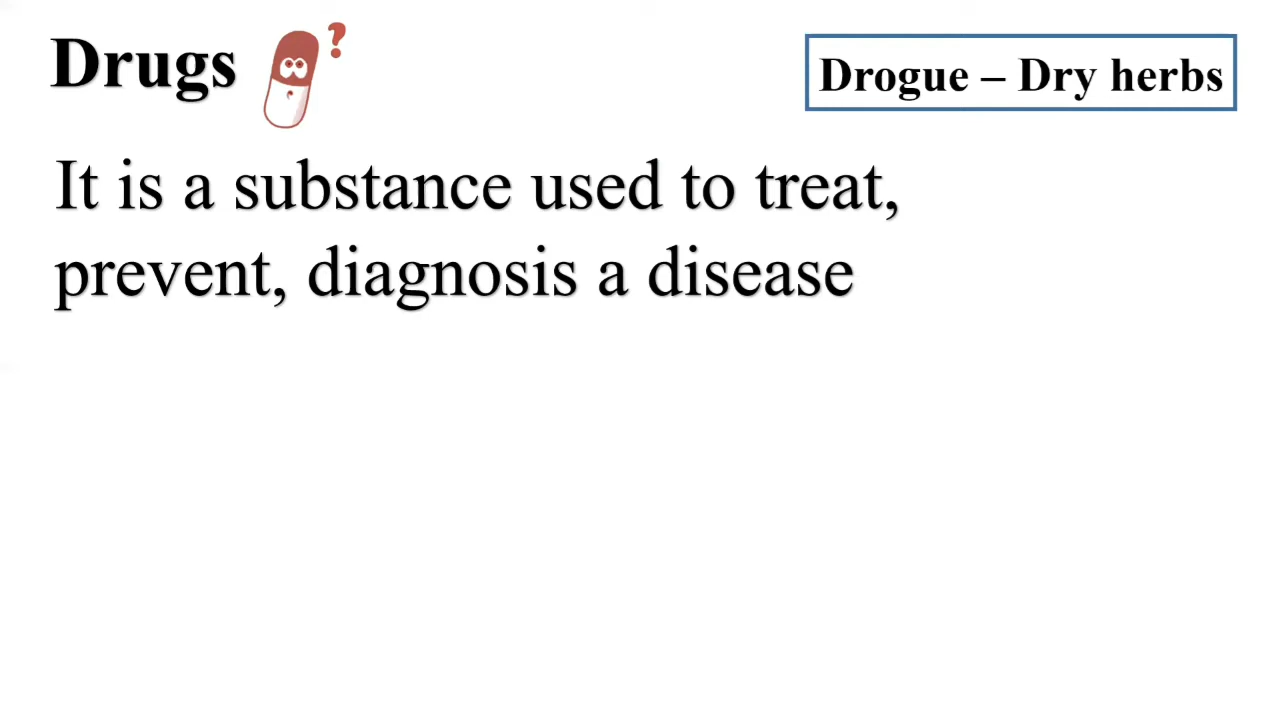 Drugs ?
Drogue – Dry herbs
It is a substance used to treat,
prevent, diagnosis a disease